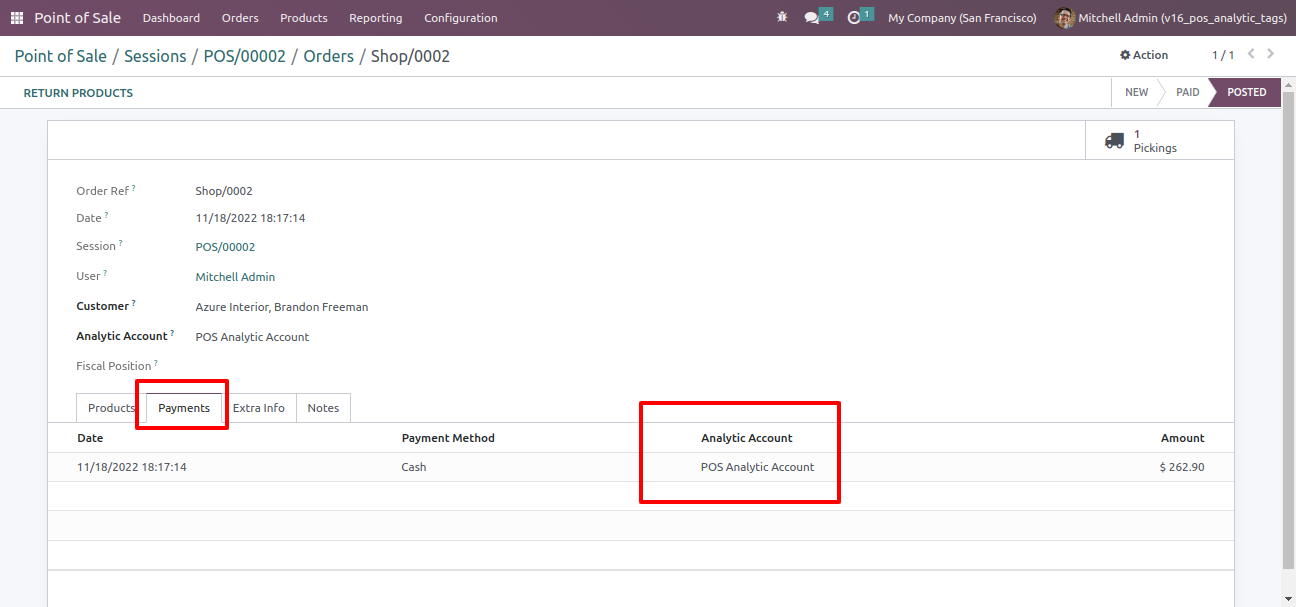 Point of Sale Dashboard Orders Products Reporting Configuration 4 1 My Company (San Francisco) Mitchell Admin (v16_pos_analytic_tags)
Point of Sale / Sessions / POS/00002 / Orders / Shop/0002 Action 1 / 1
RETURN PRODUCTS NEW PAID POSTED
1
Pickings
Order Ref ? Shop/0002
Date ? 11/18/2022 18:17:14
Session ? POS/00002
User ? Mitchell Admin
Customer ? Azure Interior, Brandon Freeman
Analytic Account ? POS Analytic Account
Fiscal Position ?
Products Payments Extra Info Notes
Date Payment Method Analytic Account Amount
11/18/2022 18:17:14 Cash POS Analytic Account $ 262.90